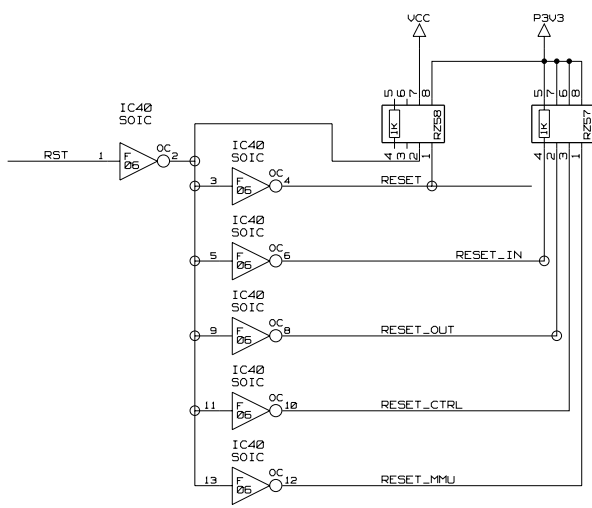 VCC P3V3
5 6 7 8 5 6 7 8
1K RZ58 1K RZ57
4 3 2 1 4 2 3 1
IC40
SOIC
RST 1 F 06 OC 2
IC40
SOIC
3 F 06 OC 4 RESET
IC40
SOIC
5 F 06 OC 6 RESET_IN
IC40
SOIC
9 F 06 OC 8 RESET_OUT
IC40
SOIC
11 F 06 OC 10 RESET_CTRL
IC40
SOIC
13 F 06 OC 12 RESET_MMU